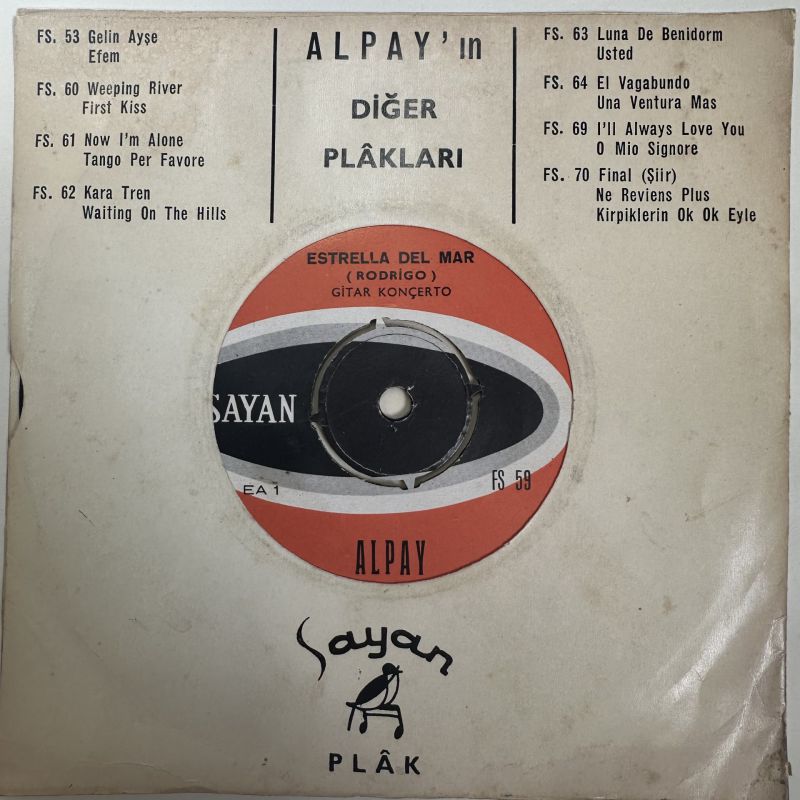 FS. 53 Gelin Ayşe
Efem
FS. 60 Weeping River
First Kiss
FS. 61 Now I'm Alone
Tango Per Favore
FS. 62 Kara Tren
Waiting On The Hills
ALPAY'ın
DİĞER
PLÂKLARI
FS. 63 Luna De Benidorm
Usted
FS. 64 El Vagabundo
Una Ventura Mas
FS. 69 I'll Always Love You
O Mio Signore
FS. 70 Final (Şiir)
Ne Reviens Plus
Kirpiklerin Ok Ok Eyle
ESTRELLA DEL MAR
(RODRİGO)
GİTAR KONÇERTO
SAYAN
EA 1
FS 59
ALPAY
Sayan
PLÂK